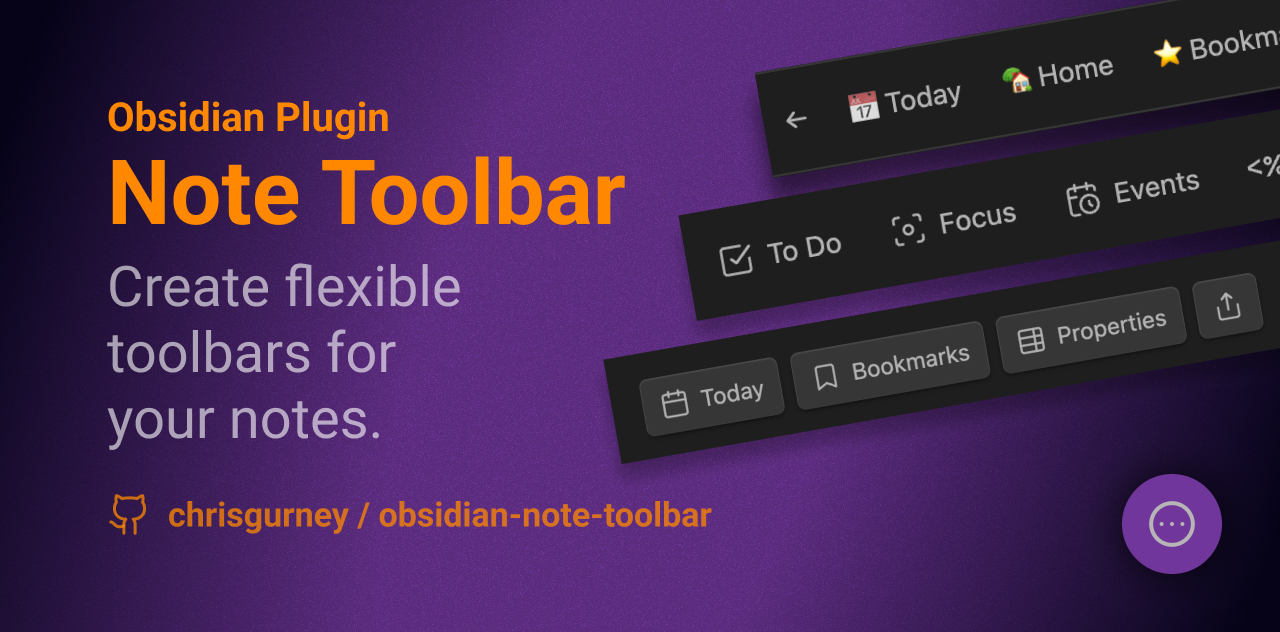 Obsidian Plugin
Note Toolbar
Create flexible
toolbars for
your notes.
chrisgurney / obsidian-note-toolbar
← 17 Today Home
To Do Focus Events <%
Today Bookmarks Properties